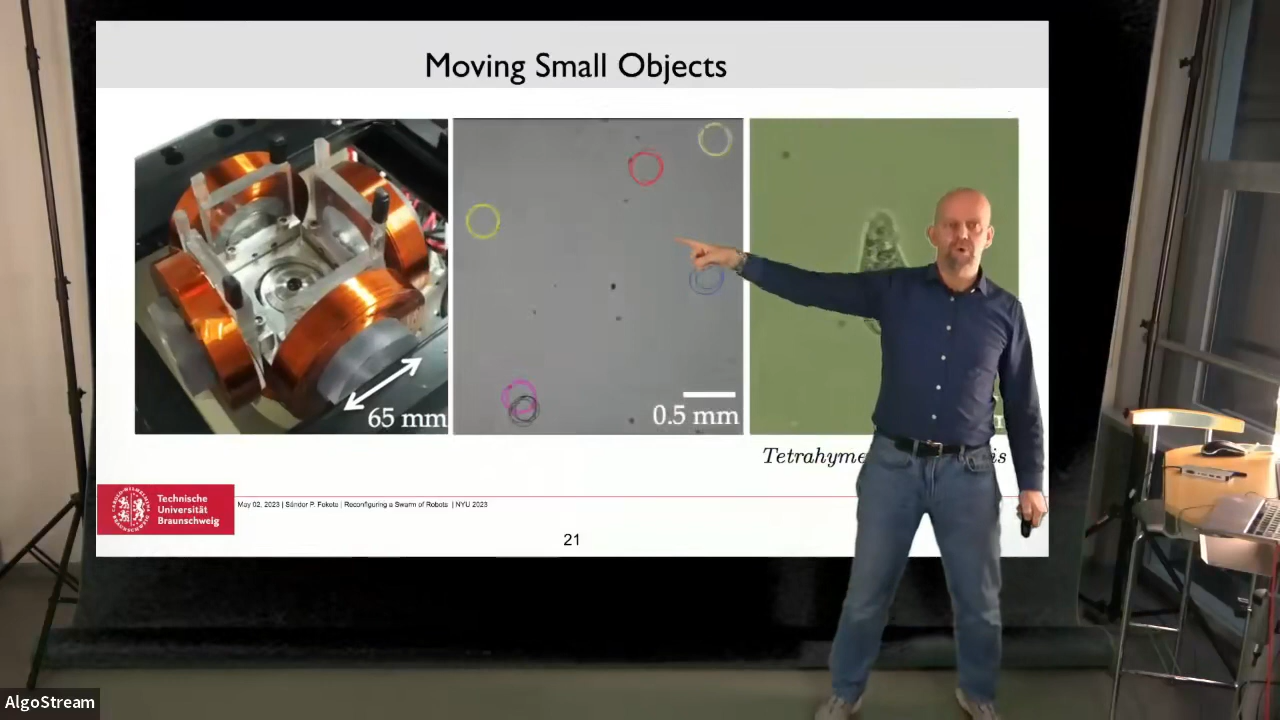 Moving Small Objects
65 mm
0.5 mm
Tetrahyme
is
Technische
Universität
Braunschweig
May 02, 2023 | Sándor P. Fekete | Reconfiguring a Swarm of Robots | NYU 2023
21
AlgoStream